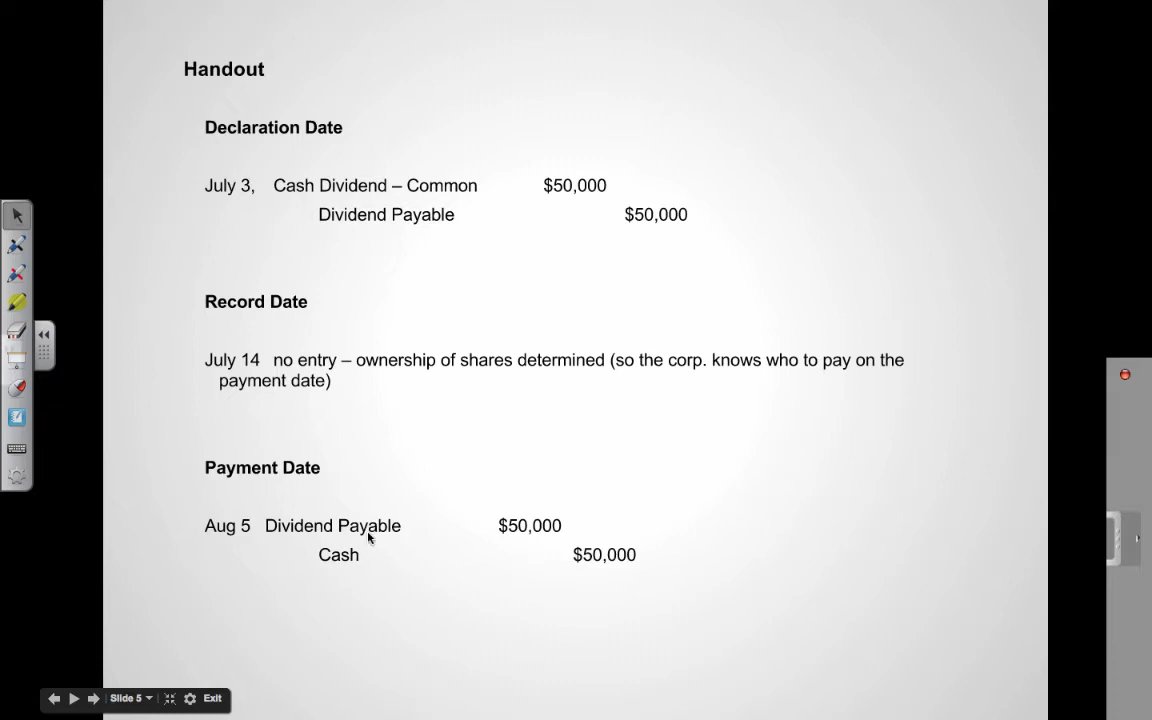 Handout
Declaration Date
July 3, Cash Dividend – Common $50,000
Dividend Payable $50,000
Record Date
July 14 no entry – ownership of shares determined (so the corp. knows who to pay on the
payment date)
Payment Date
Aug 5 Dividend Payable $50,000
Cash $50,000
Slide 5 Exit